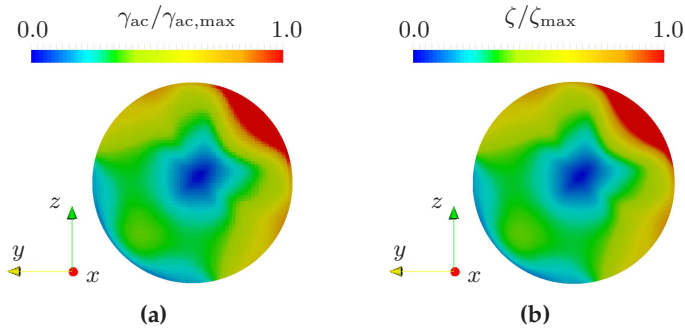 γac/γac,max ζ/ζmax
0.0 1.0 0.0 1.0
z z
y x y x
(a) (b)